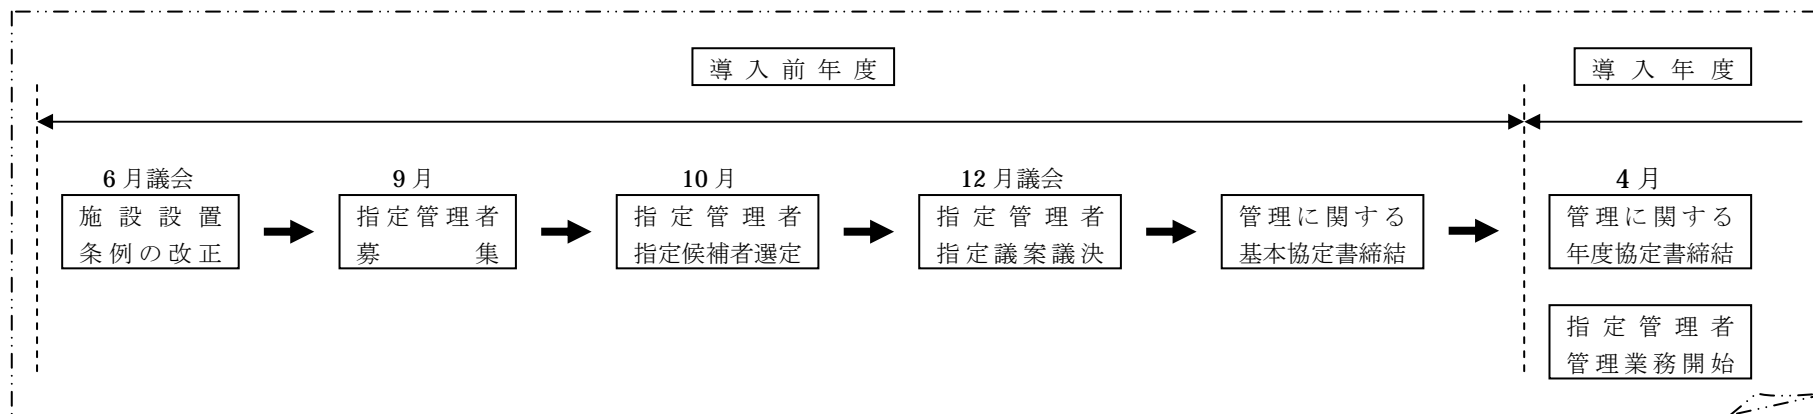 導入前年度
導入年度
6月議会
施設設置
条例の改正
9月
指定管理者
募集
10月
指定管理者
指定候補者選定
12月議会
指定管理者
指定議案議決
管理に関する
基本協定書締結
4月
管理に関する
年度協定書締結
指定管理者
管理業務開始